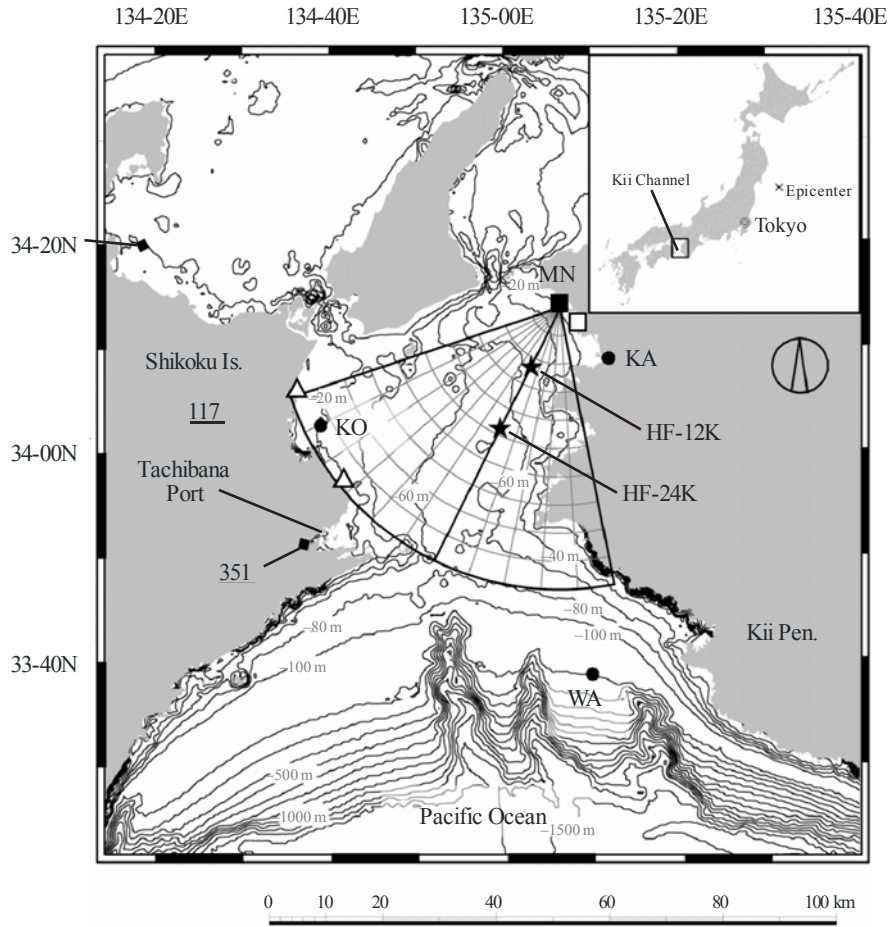 134-20E
134-40E
135-00E
135-20E
135-40E
Kii Channel
×
Epicenter
Tokyo
34-20N
MN
–20 m
KA
Shikoku Is.
–20 m
117
KO
HF-12K
34-00N
Tachibana
Port
HF-24K
–60 m
–60 m
351
–40 m
–80 m
–80 m
–100 m
Kii Pen.
33-40N
–100 m
WA
–500 m
1000 m
Pacific Ocean
–1500 m
0
20
40
60
80
100 km